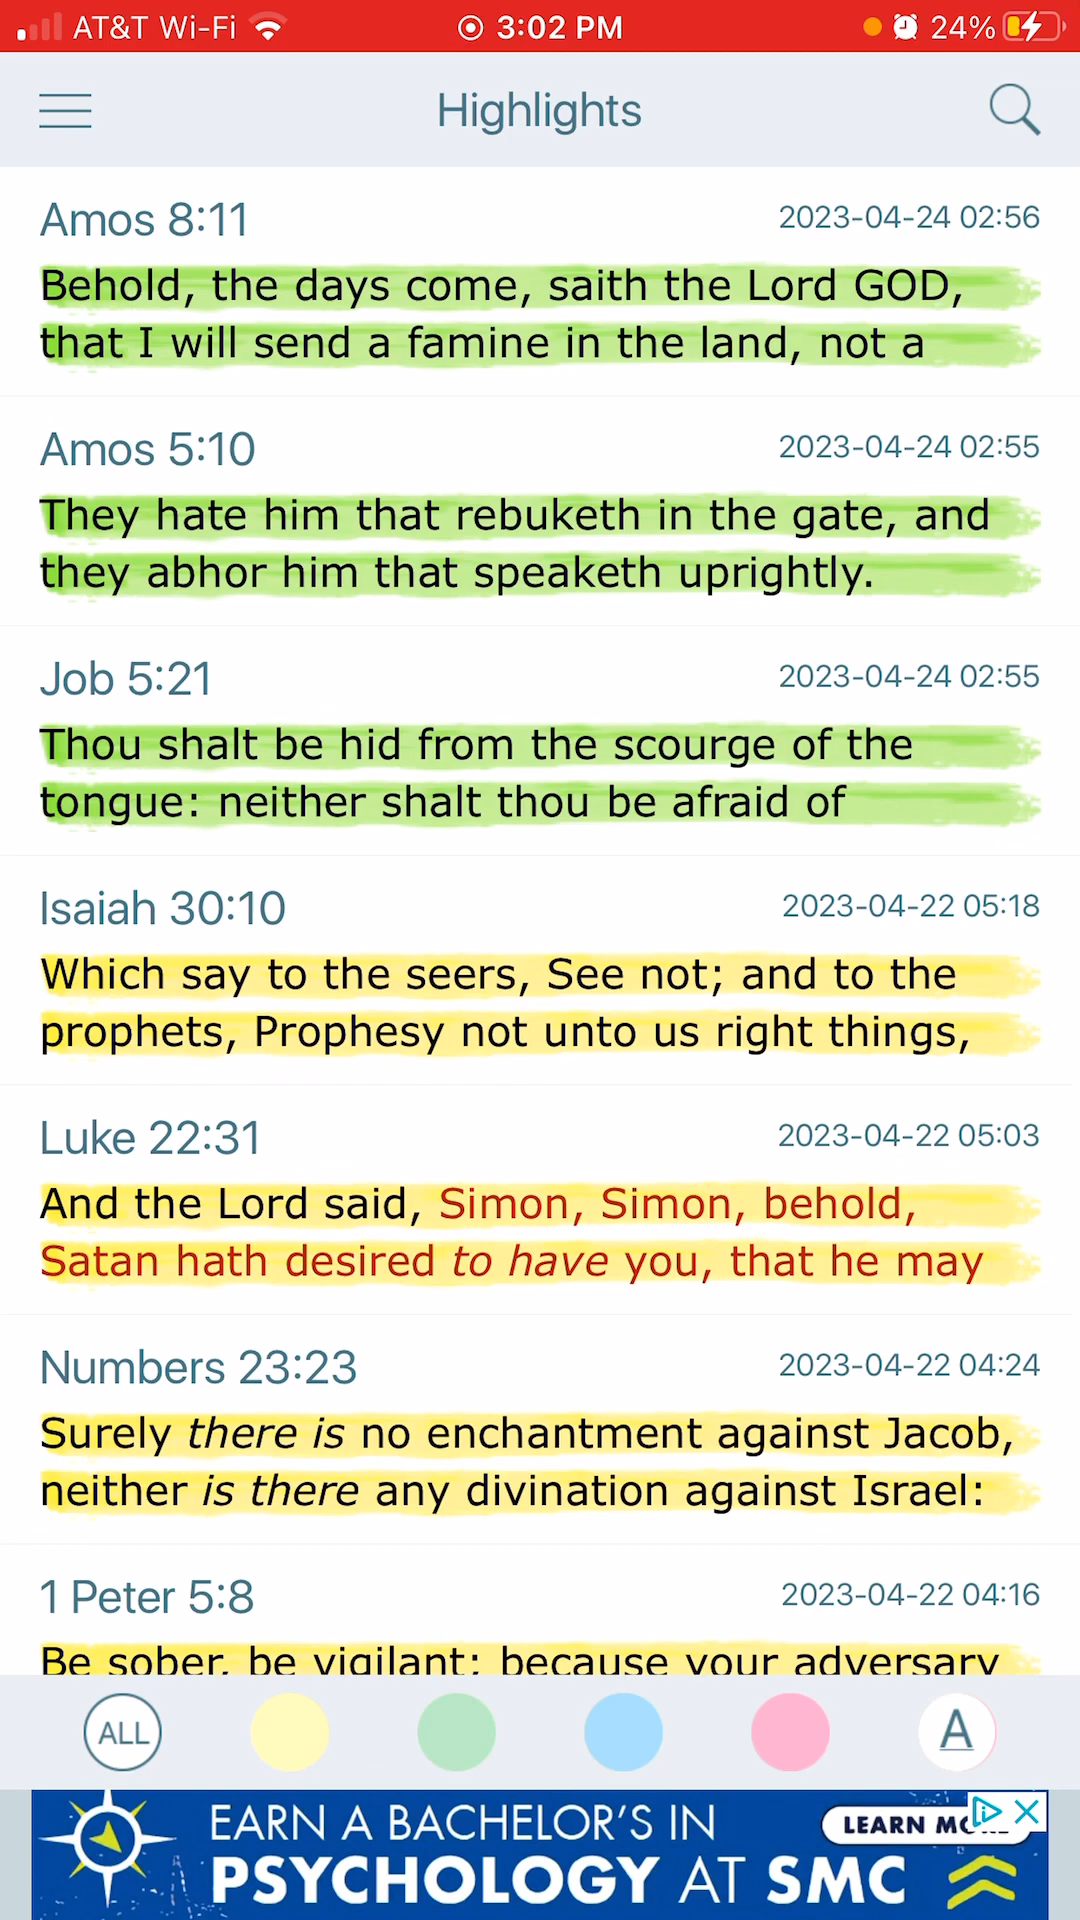 AT&T Wi-Fi 3:02 PM 24%
Highlights
Amos 8:11 2023-04-24 02:56
Behold, the days come, saith the Lord GOD,
that I will send a famine in the land, not a
Amos 5:10 2023-04-24 02:55
They hate him that rebuketh in the gate, and
they abhor him that speaketh uprightly.
Job 5:21 2023-04-24 02:55
Thou shalt be hid from the scourge of the
tongue: neither shalt thou be afraid of
Isaiah 30:10 2023-04-22 05:18
Which say to the seers, See not; and to the
prophets, Prophesy not unto us right things,
Luke 22:31 2023-04-22 05:03
And the Lord said, Simon, Simon, behold,
Satan hath desired to have you, that he may
Numbers 23:23 2023-04-22 04:24
Surely there is no enchantment against Jacob,
neither is there any divination against Israel:
1 Peter 5:8 2023-04-22 04:16
Be sober, be vigilant; because your adversary
ALL A
EARN A BACHELOR'S IN
PSYCHOLOGY AT SMC
LEARN